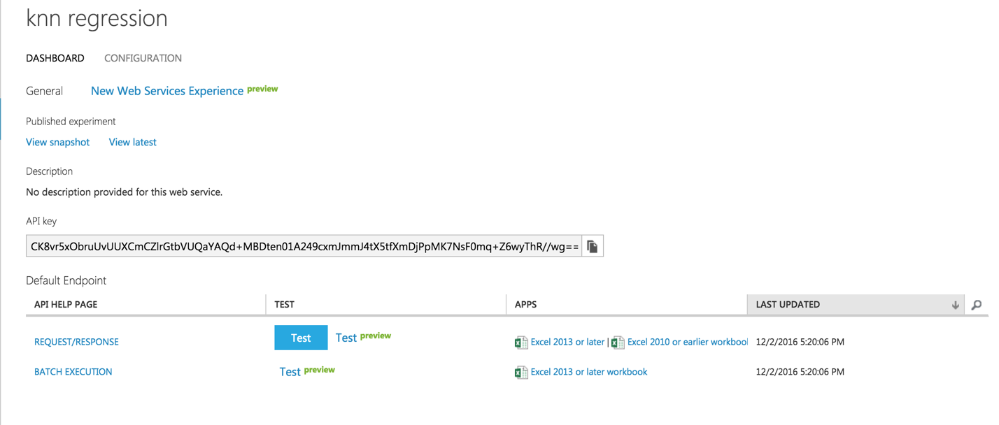 knn regression
DASHBOARD CONFIGURATION
General New Web Services Experience preview
Published experiment
View snapshot View latest
Description
No description provided for this web service.
API key
CK8vr5xObruUvUUXCmCZlrGtbVUQaYAQd+MBDten01A249cxmJmmJ4tX5tfXmDjPpMK7NsF0mq+Z6wyThR//wg==
Default Endpoint
API HELP PAGE TEST APPS LAST UPDATED
REQUEST/RESPONSE Test Test preview Excel 2013 or later | Excel 2010 or earlier workbool 12/2/2016 5:20:06 PM
BATCH EXECUTION Test preview Excel 2013 or later workbook 12/2/2016 5:20:06 PM